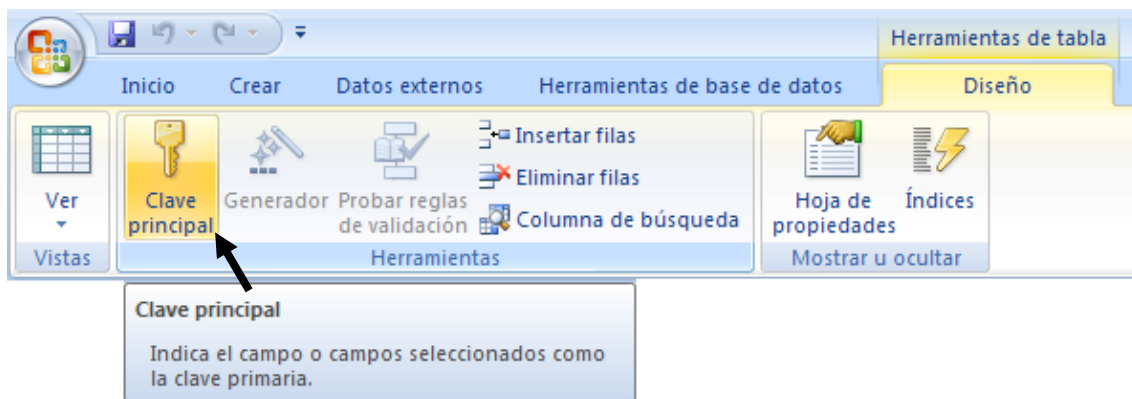 Herramientas de tabla
Inicio Crear Datos externos Herramientas de base de datos Diseño
Ver
Clave
principal
Generador
Probar reglas
de validación
Insertar filas
Eliminar filas
Columna de búsqueda
Hoja de
propiedades
Índices
Vistas Herramientas Mostrar u ocultar
Clave principal
Indica el campo o campos seleccionados como
la clave primaria.